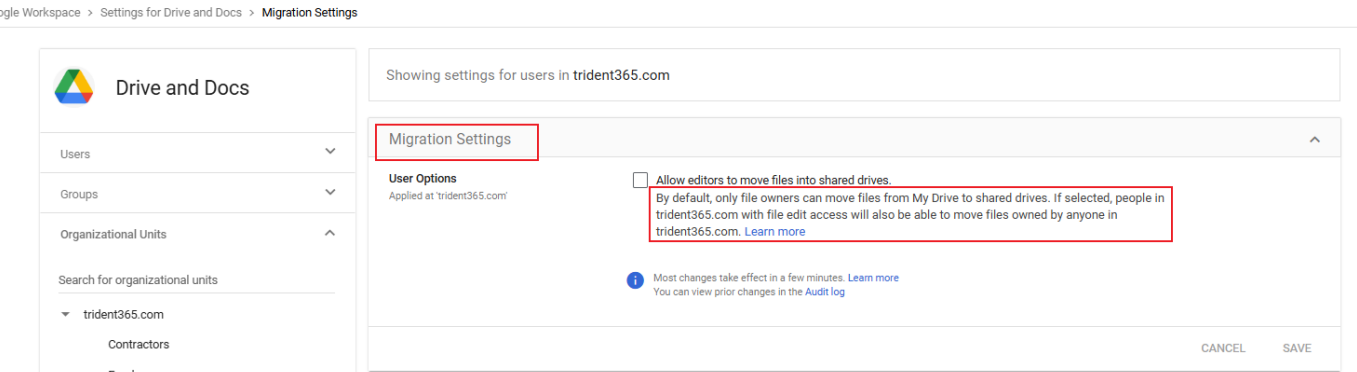 Workspace > Settings for Drive and Docs > Migration Settings
Drive and Docs
Users
Groups
Organizational Units
Search for organizational units
trident365.com
Contractors
Showing settings for users in trident365.com
Migration Settings
User Options
Applied at 'trident365.com'
Allow editors to move files into shared drives.
By default, only file owners can move files from My Drive to shared drives. If selected, people in
trident365.com with file edit access will also be able to move files owned by anyone in
trident365.com. Learn more
Most changes take effect in a few minutes. Learn more
You can view prior changes in the Audit log
CANCEL SAVE